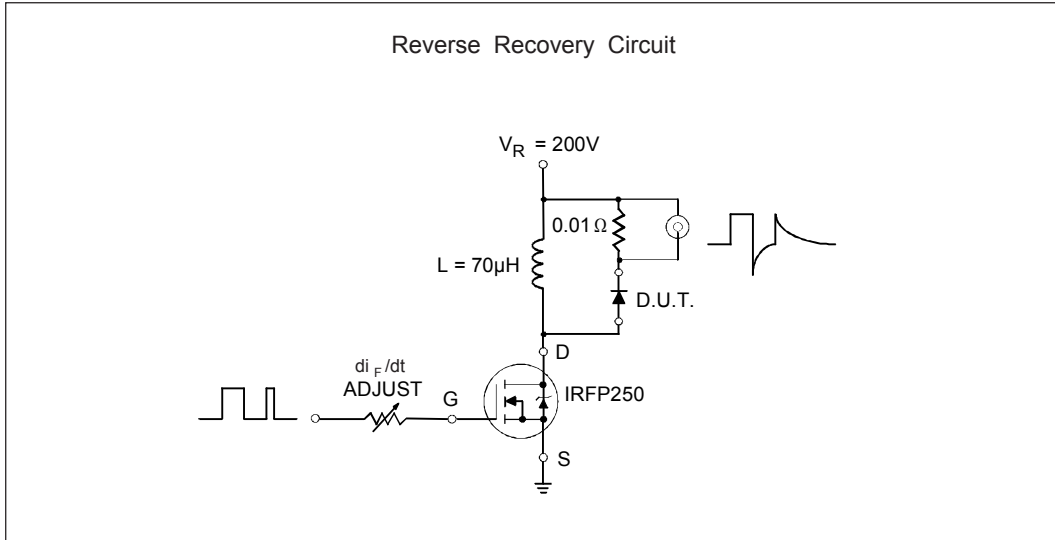 Reverse Recovery Circuit
V_R = 200V
0.01 Ω
L = 70µH
D.U.T.
D
di_F/dt
ADJUST
G
IRFP250
S